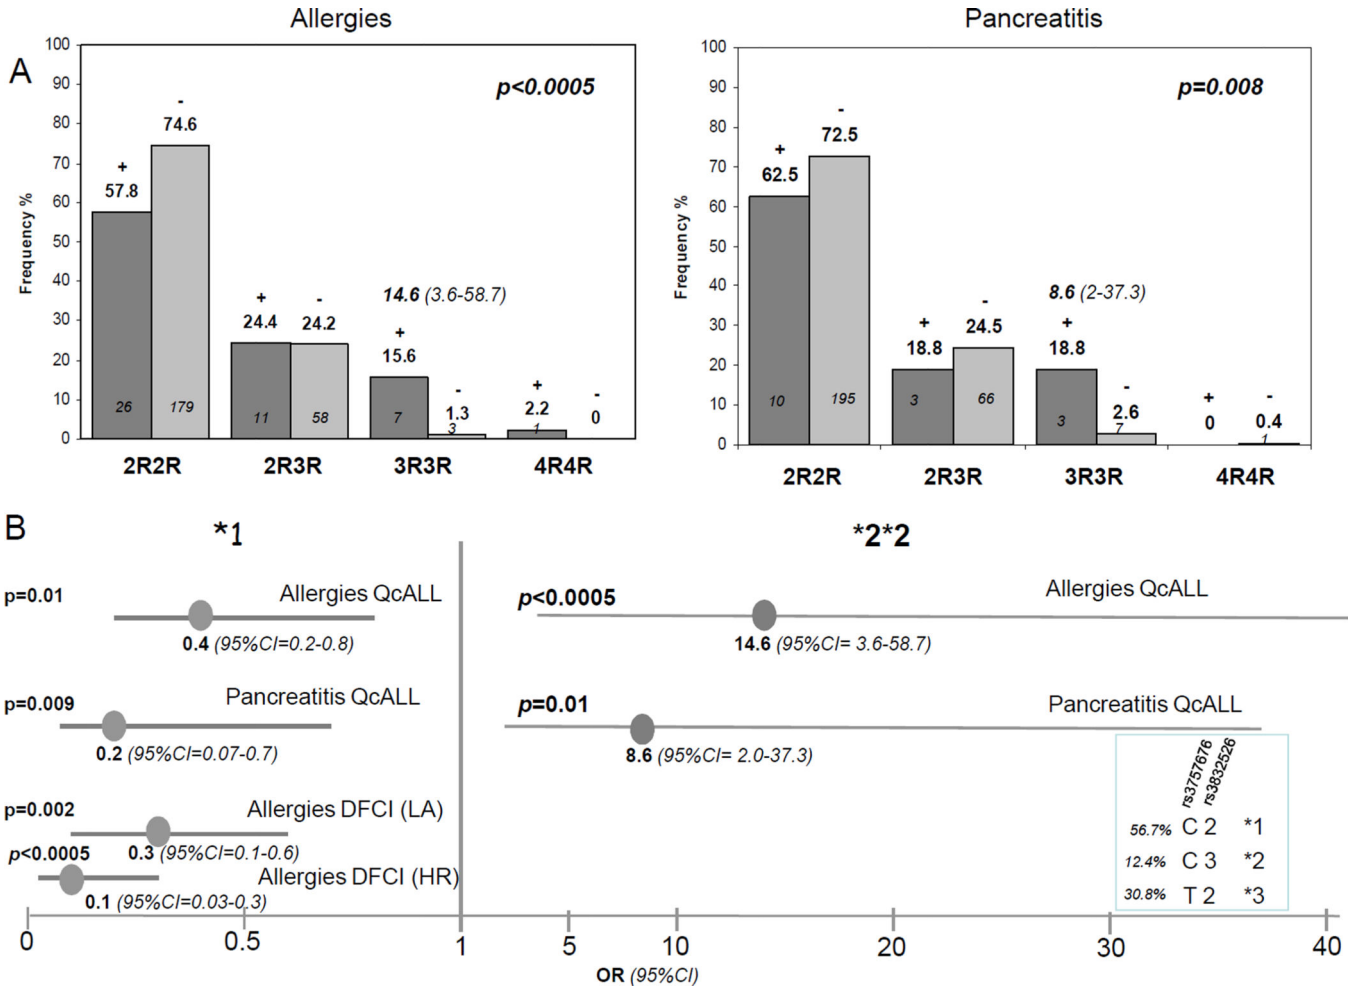 Allergies
A
100
90
80
70
60
50
40
30
20
10
0
Frequency %
p<0.0005
+
57.8
-
74.6
+
24.4
-
24.2
14.6 (3.6-58.7)
+
15.6
-
1.3
+
2.2
-
0
26
179
11
58
7
3
1
2R2R
2R3R
3R3R
4R4R
Pancreatitis
100
90
80
70
60
50
40
30
20
10
0
Frequency %
p=0.008
+
62.5
-
72.5
+
18.8
-
24.5
8.6 (2-37.3)
+
18.8
-
2.6
+
0
-
0.4
10
195
3
66
3
7
1
2R2R
2R3R
3R3R
4R4R
B
*1
*2*2
p=0.01
Allergies QcALL
0.4 (95%CI=0.2-0.8)
p<0.0005
Allergies QcALL
14.6 (95%CI= 3.6-58.7)
p=0.009
Pancreatitis QcALL
0.2 (95%CI=0.07-0.7)
p=0.01
Pancreatitis QcALL
8.6 (95%CI= 2.0-37.3)
p=0.002
Allergies DFCI (LA)
0.3 (95%CI=0.1-0.6)
p<0.0005
Allergies DFCI (HR)
0.1 (95%CI=0.03-0.3)
rs3757676
rs3832526
56.7% C 2 *1
12.4% C 3 *2
30.8% T 2 *3
0 0.5 1 5 10 20 30 40
OR (95%CI)